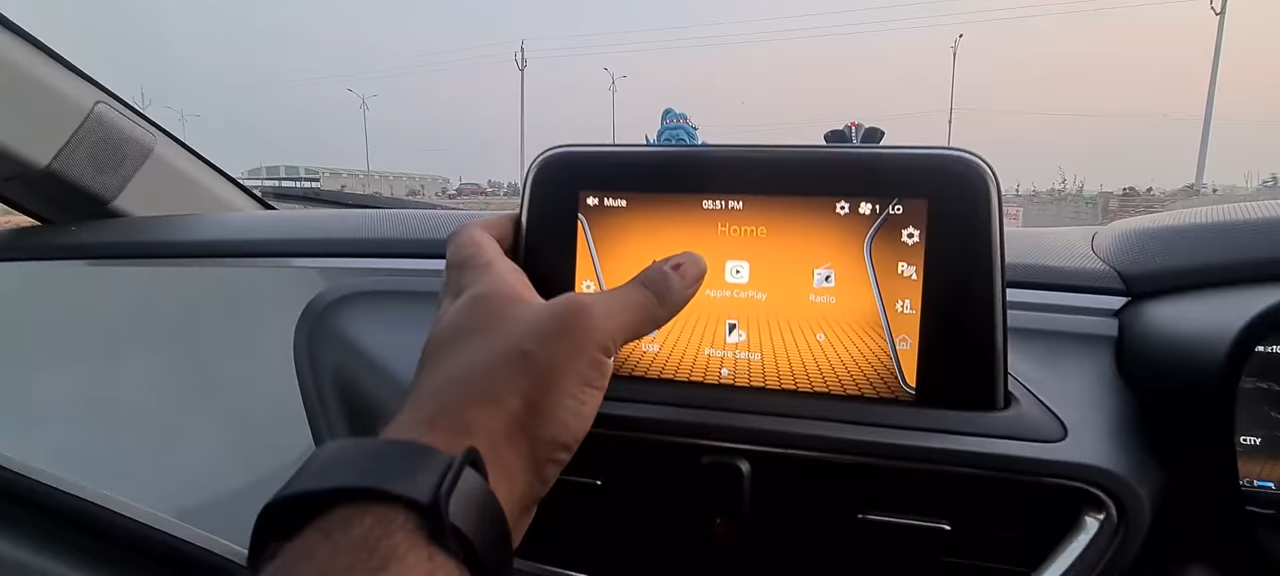 Mute 05:51 PM 1 LO
Home
Apple CarPlay Radio
USB Phone Setup
CITY